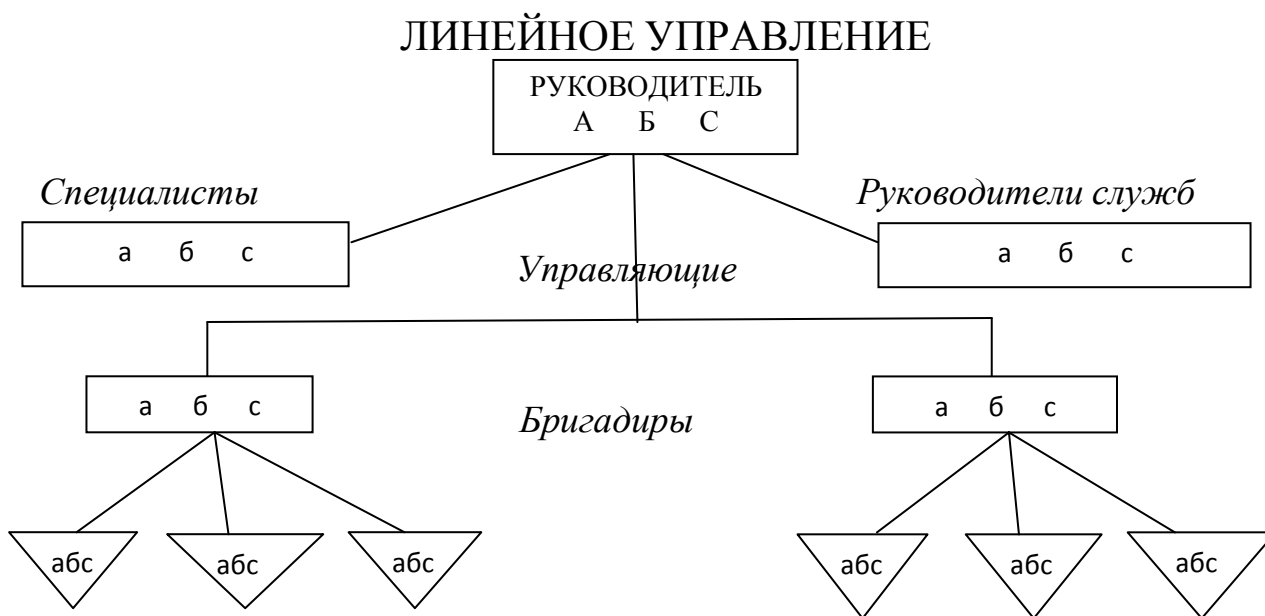 ЛИНЕЙНОЕ УПРАВЛЕНИЕ
РУКОВОДИТЕЛЬ
А Б С
Специалисты
Руководители служб
а б с
а б с
Управляющие
а б с
а б с
Бригадиры
абс
абс
абс
абс
абс
абс